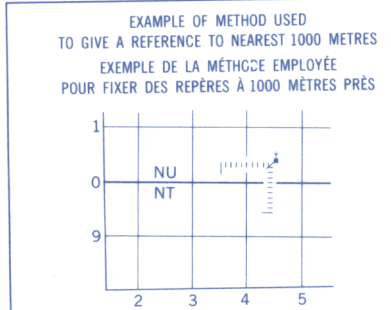 EXAMPLE OF METHOD USED
TO GIVE A REFERENCE TO NEAREST 1000 METRES
EXEMPLE DE LA MÉTHODE EMPLOYÉE
POUR FIXER DES REPÈRES À 1000 MÈTRES PRÈS
1
NU
0
NT
9
2 3 4 5